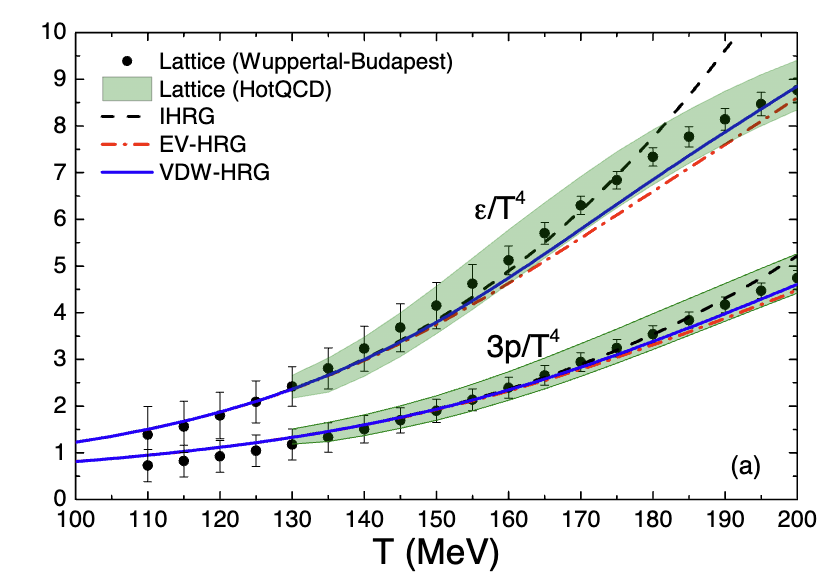 10
9
8
7
6
5
4
3
2
1
0
Lattice (Wuppertal-Budapest)
Lattice (HotQCD)
IHRG
EV-HRG
VDW-HRG
ε/T⁴
3p/T⁴
(a)
100 110 120 130 140 150 160 170 180 190 200
T (MeV)